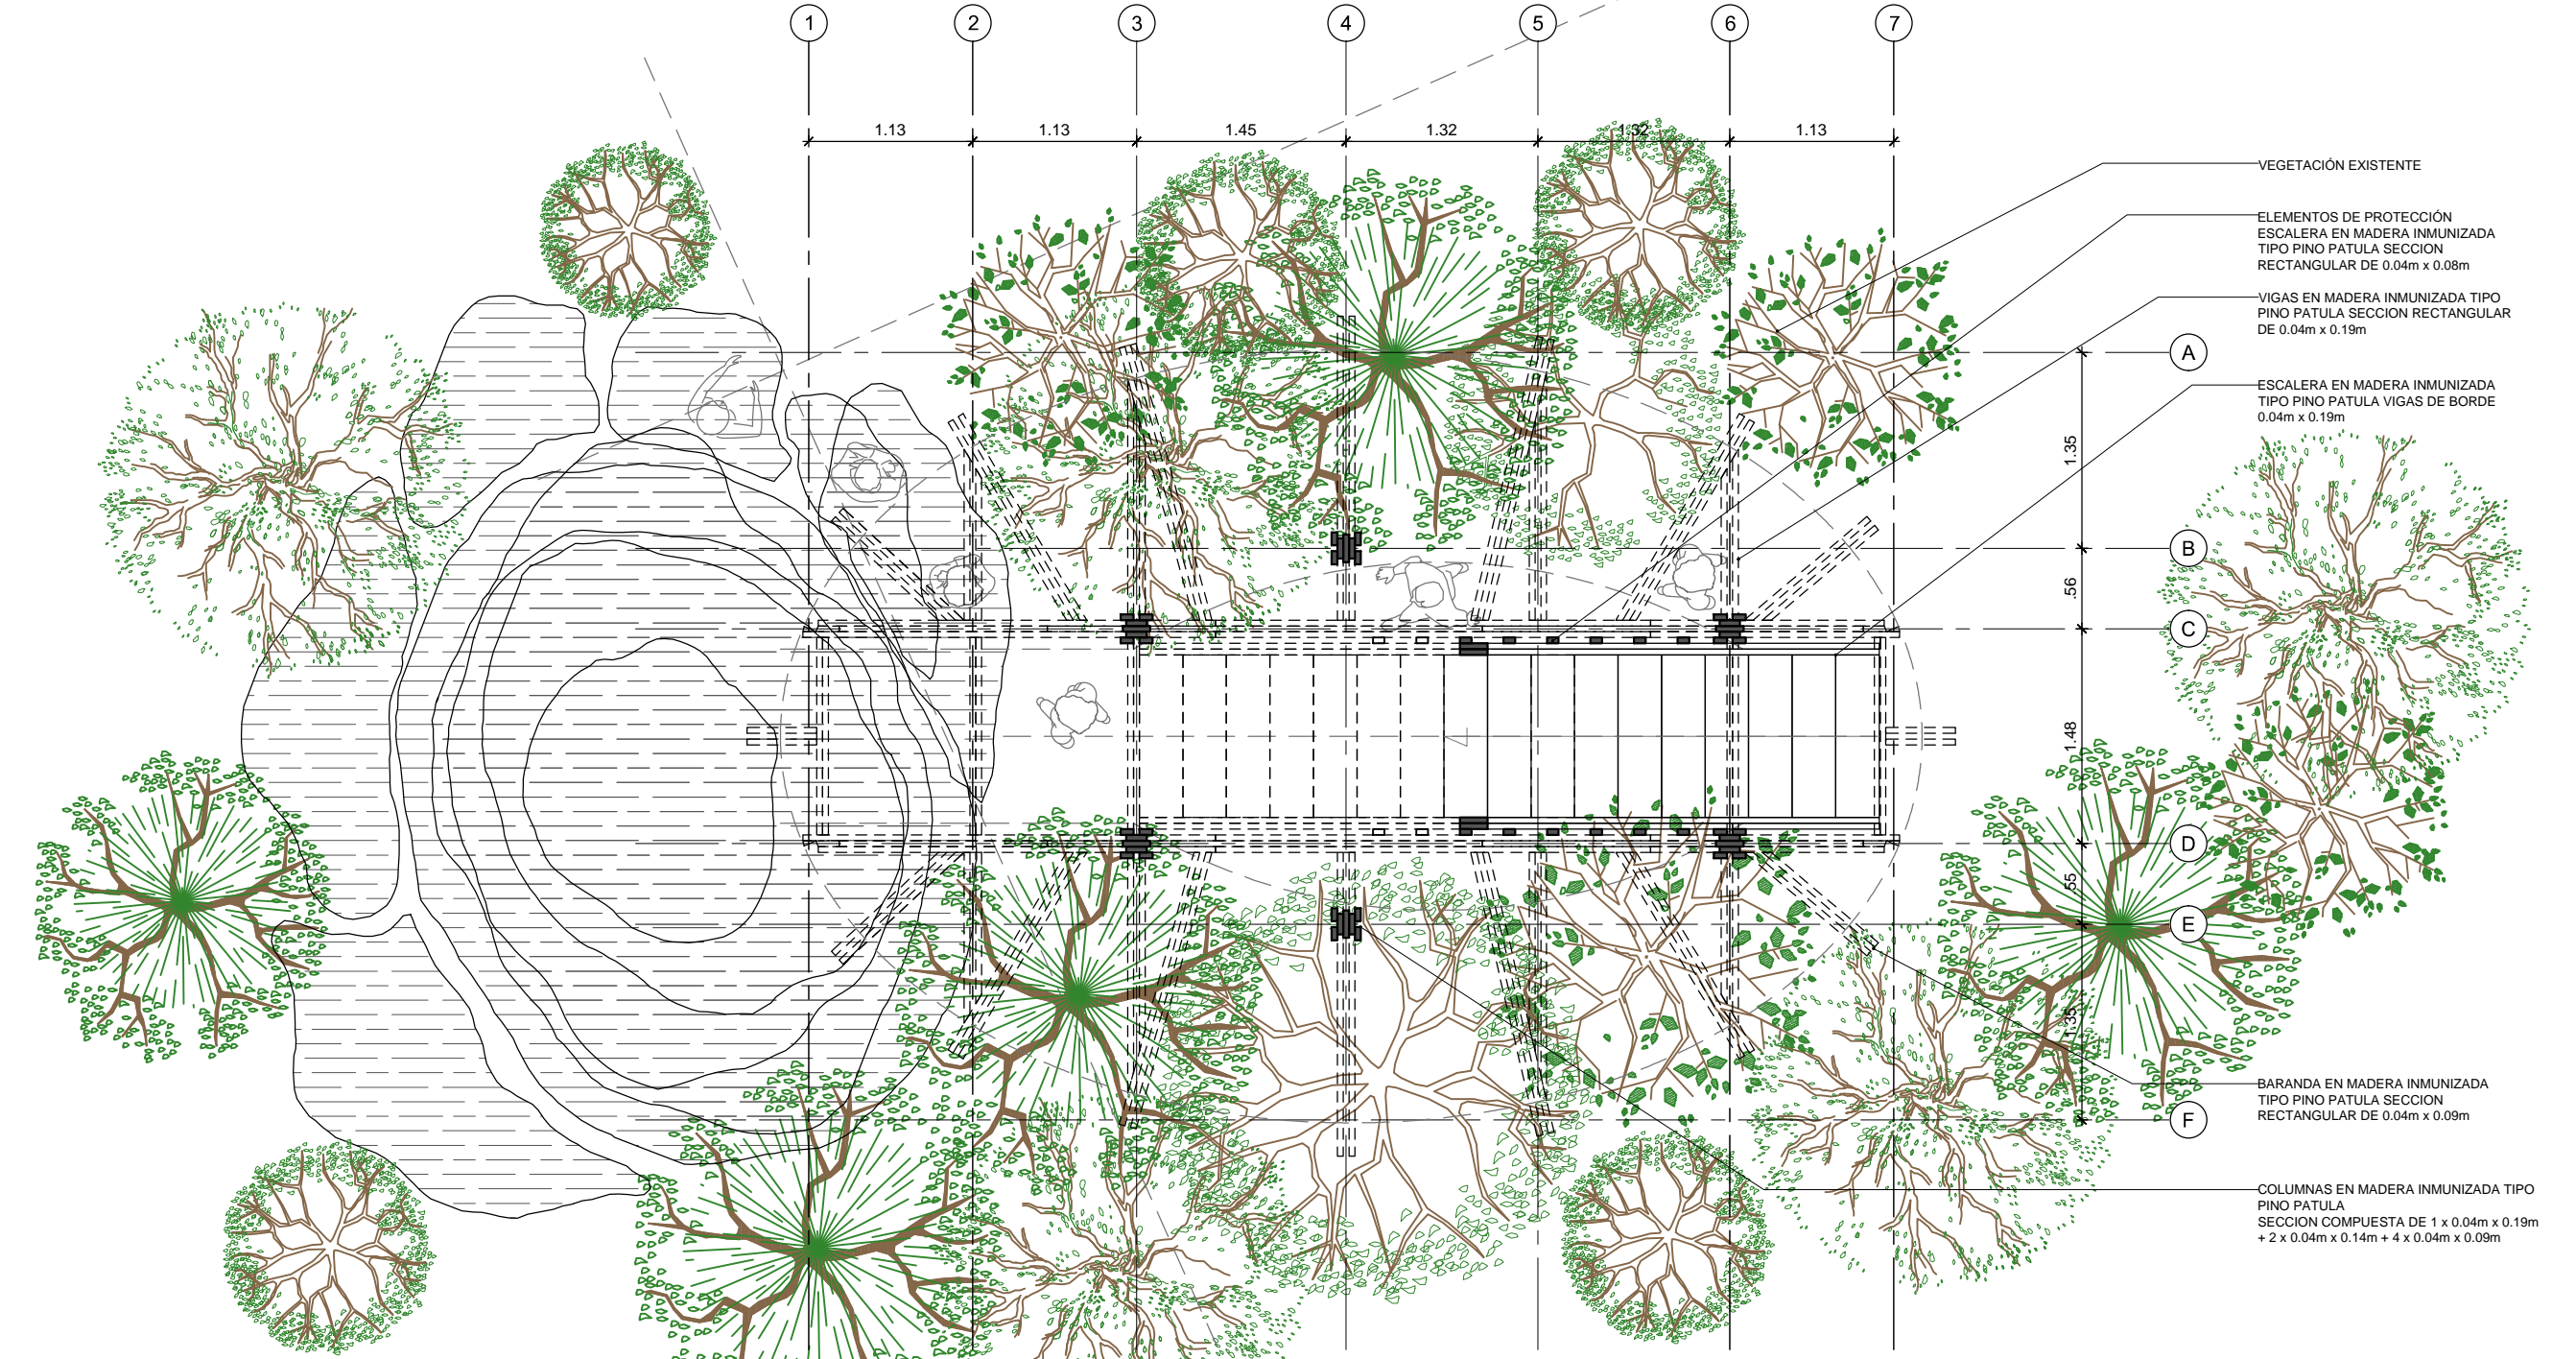 1 2 3 4 5 6 7
1.13 1.13 1.45 1.32 1.32 1.13
VEGETACIÓN EXISTENTE
ELEMENTOS DE PROTECCIÓN
ESCALERA EN MADERA INMUNIZADA
TIPO PINO PATULA SECCION
RECTANGULAR DE 0.04m x 0.08m
VIGAS EN MADERA INMUNIZADA TIPO
PINO PATULA SECCION RECTANGULAR
DE 0.04m x 0.19m
A
ESCALERA EN MADERA INMUNIZADA
TIPO PINO PATULA VIGAS DE BORDE
0.04m x 0.19m
1.35
B
.56
C
1.48
D
.55
E
1.35
BARANDA EN MADERA INMUNIZADA
TIPO PINO PATULA SECCION
RECTANGULAR DE 0.04m x 0.09m
F
COLUMNAS EN MADERA INMUNIZADA TIPO
PINO PATULA
SECCION COMPUESTA DE 1 x 0.04m x 0.19m
+ 2 x 0.04m x 0.14m + 4 x 0.04m x 0.09m